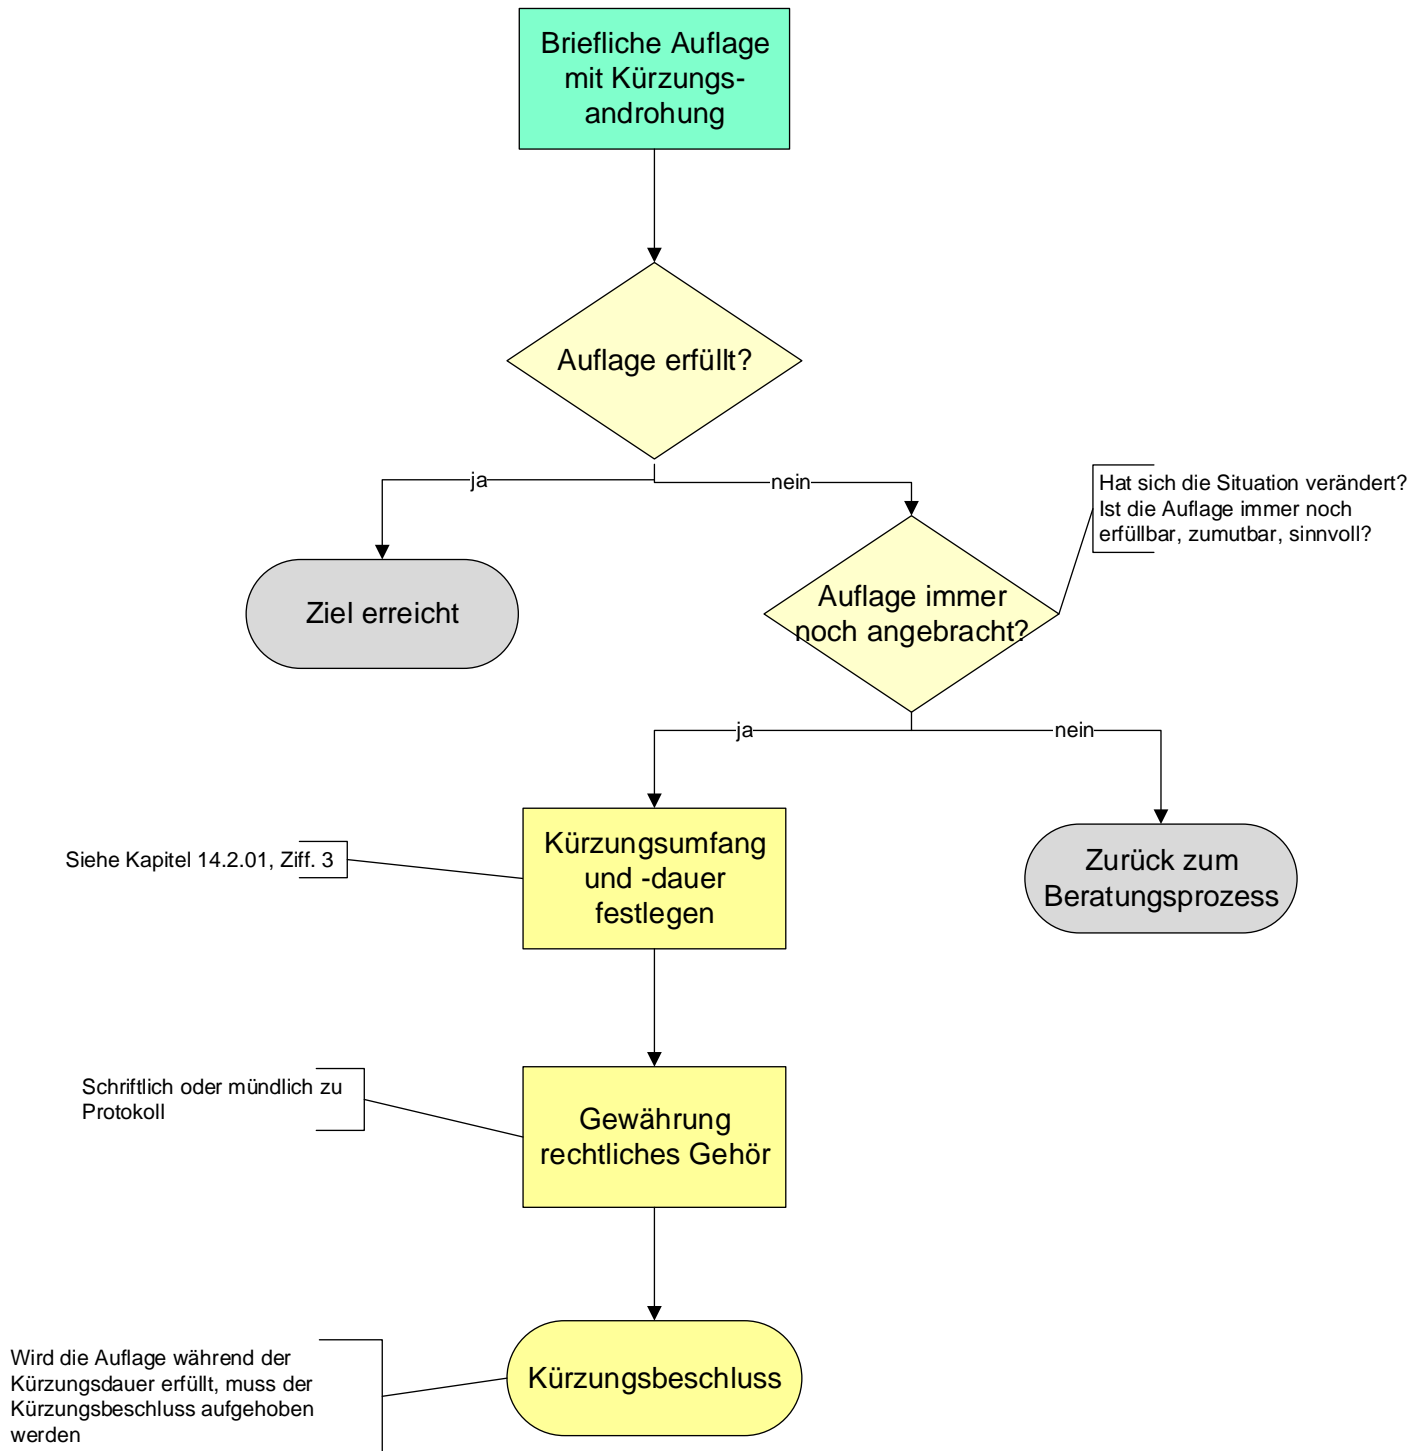 Briefliche Auflage
mit Kürzungs-
androhung
Auflage erfüllt?
ja
nein
Hat sich die Situation verändert?
Ist die Auflage immer noch
erfüllbar, zumutbar, sinnvoll?
Ziel erreicht
Auflage immer
noch angebracht?
ja
nein
Siehe Kapitel 14.2.01, Ziff. 3
Kürzungsumfang
und -dauer
festlegen
Zurück zum
Beratungsprozess
Schriftlich oder mündlich zu
Protokoll
Gewährung
rechtliches Gehör
Wird die Auflage während der
Kürzungsdauer erfüllt, muss der
Kürzungsbeschluss aufgehoben
werden
Kürzungsbeschluss